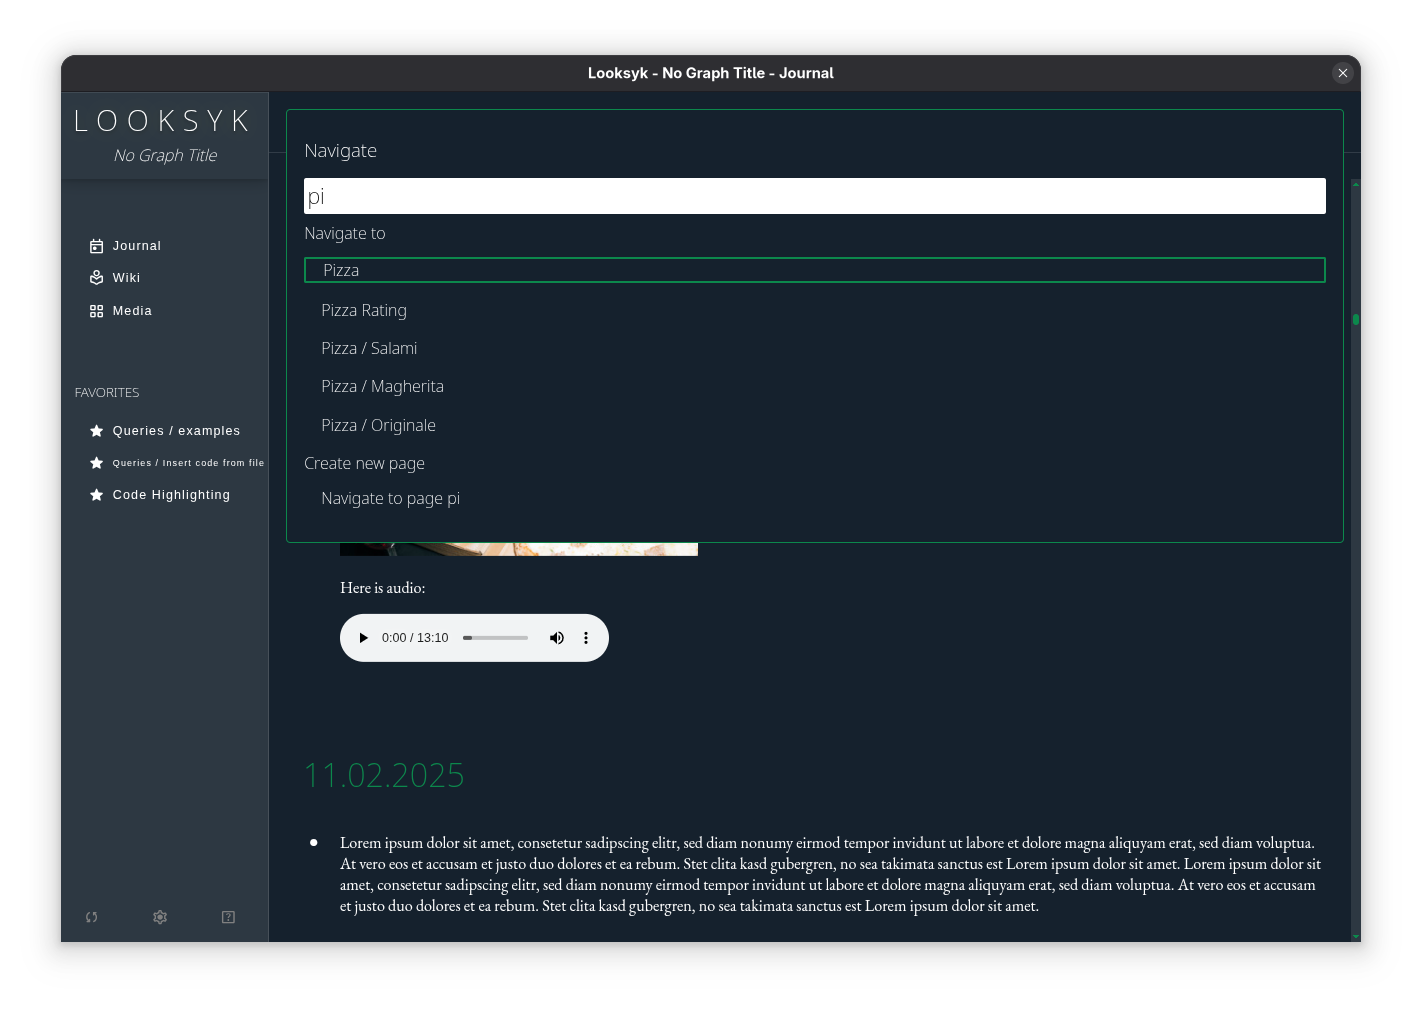 Looksyk - No Graph Title - Journal
LOOKSYK
No Graph Title
Journal
Wiki
Media
FAVORITES
Queries / examples
Queries / Insert code from file
Code Highlighting
Navigate
pi
Navigate to
Pizza
Pizza Rating
Pizza / Salami
Pizza / Magherita
Pizza / Originale
Create new page
Navigate to page pi
Here is audio:
0:00 / 13:10
11.02.2025
Lorem ipsum dolor sit amet, consetetur sadipscing elitr, sed diam nonumy eirmod tempor invidunt ut labore et dolore magna aliquyam erat, sed diam voluptua.
At vero eos et accusam et justo duo dolores et ea rebum. Stet clita kasd gubergren, no sea takimata sanctus est Lorem ipsum dolor sit amet. Lorem ipsum dolor sit
amet, consetetur sadipscing elitr, sed diam nonumy eirmod tempor invidunt ut labore et dolore magna aliquyam erat, sed diam voluptua. At vero eos et accusam
et justo duo dolores et ea rebum. Stet clita kasd gubergren, no sea takimata sanctus est Lorem ipsum dolor sit amet.